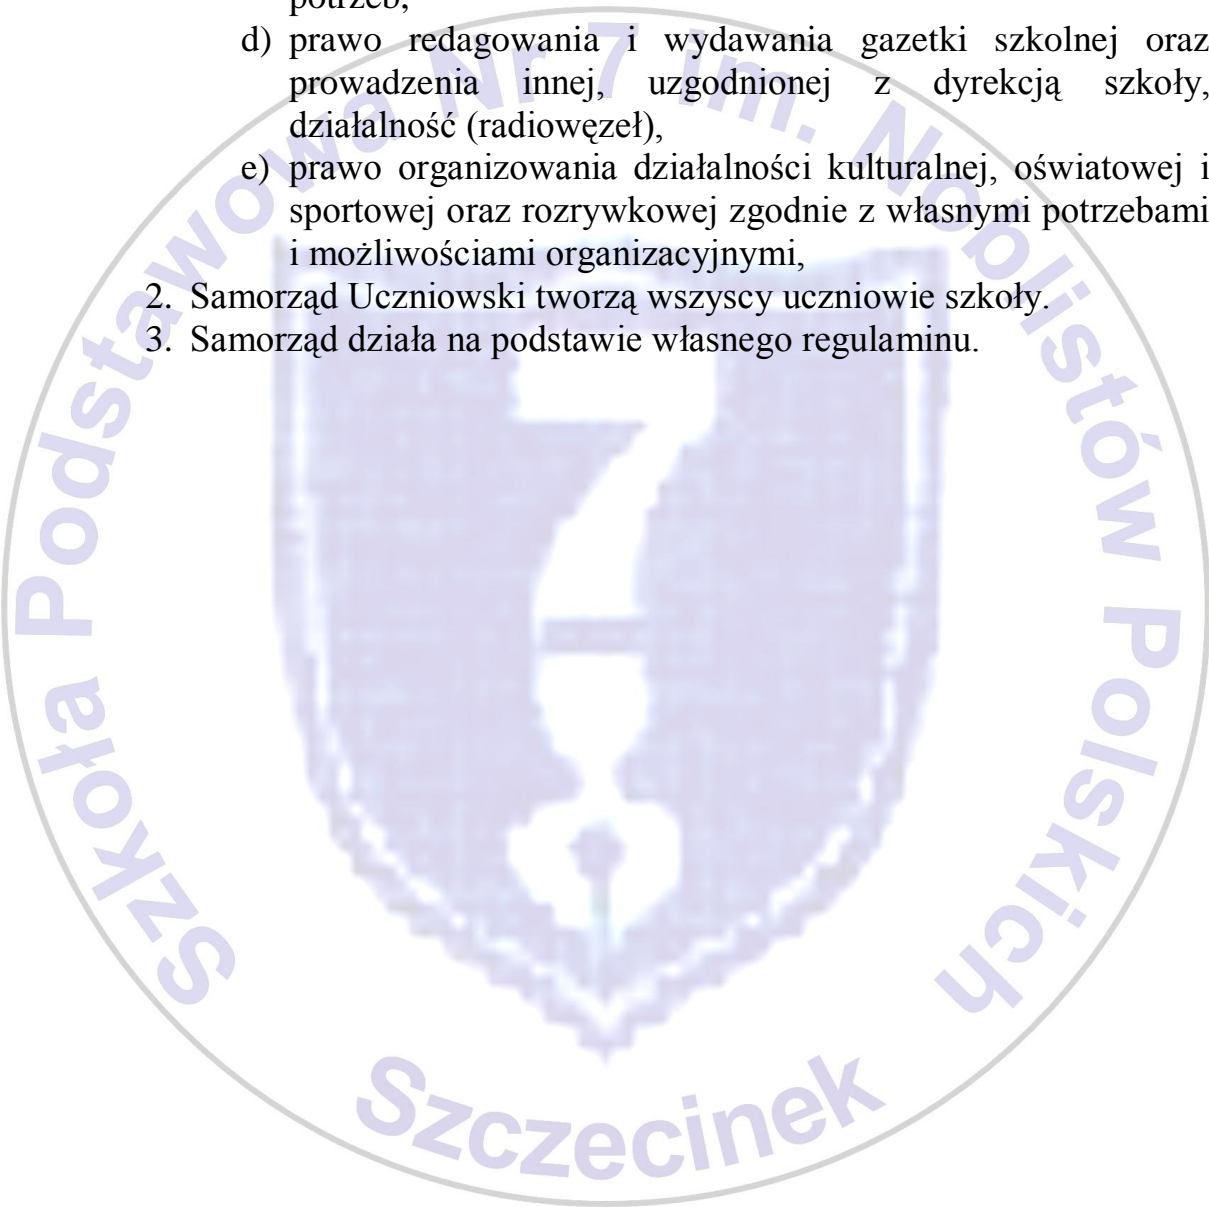 potrzeb,
d) prawo redagowania i wydawania gazetki szkolnej oraz
prowadzenia innej, uzgodnionej z dyrekcją szkoły,
działalność (radiowęzeł),
e) prawo organizowania działalności kulturalnej, oświatowej i
sportowej oraz rozrywkowej zgodnie z własnymi potrzebami
i możliwościami organizacyjnymi,
2. Samorząd Uczniowski tworzą wszyscy uczniowie szkoły.
3. Samorząd działa na podstawie własnego regulaminu.
Szkoła Podstawowa Nr 7 im. Noblistów Polskich
7
Szczecinek